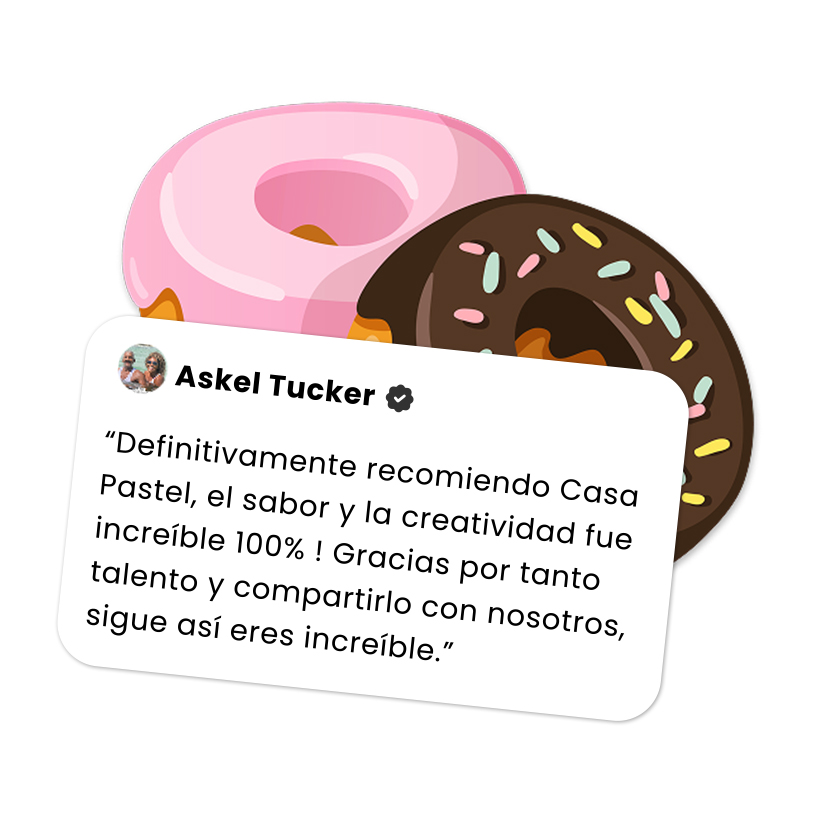 Askel Tucker
“Definitivamente recomiendo Casa
Pastel, el sabor y la creatividad fue
increíble 100% ! Gracias por tanto
talento y compartirlo con nosotros,
sigue así eres increíble.”